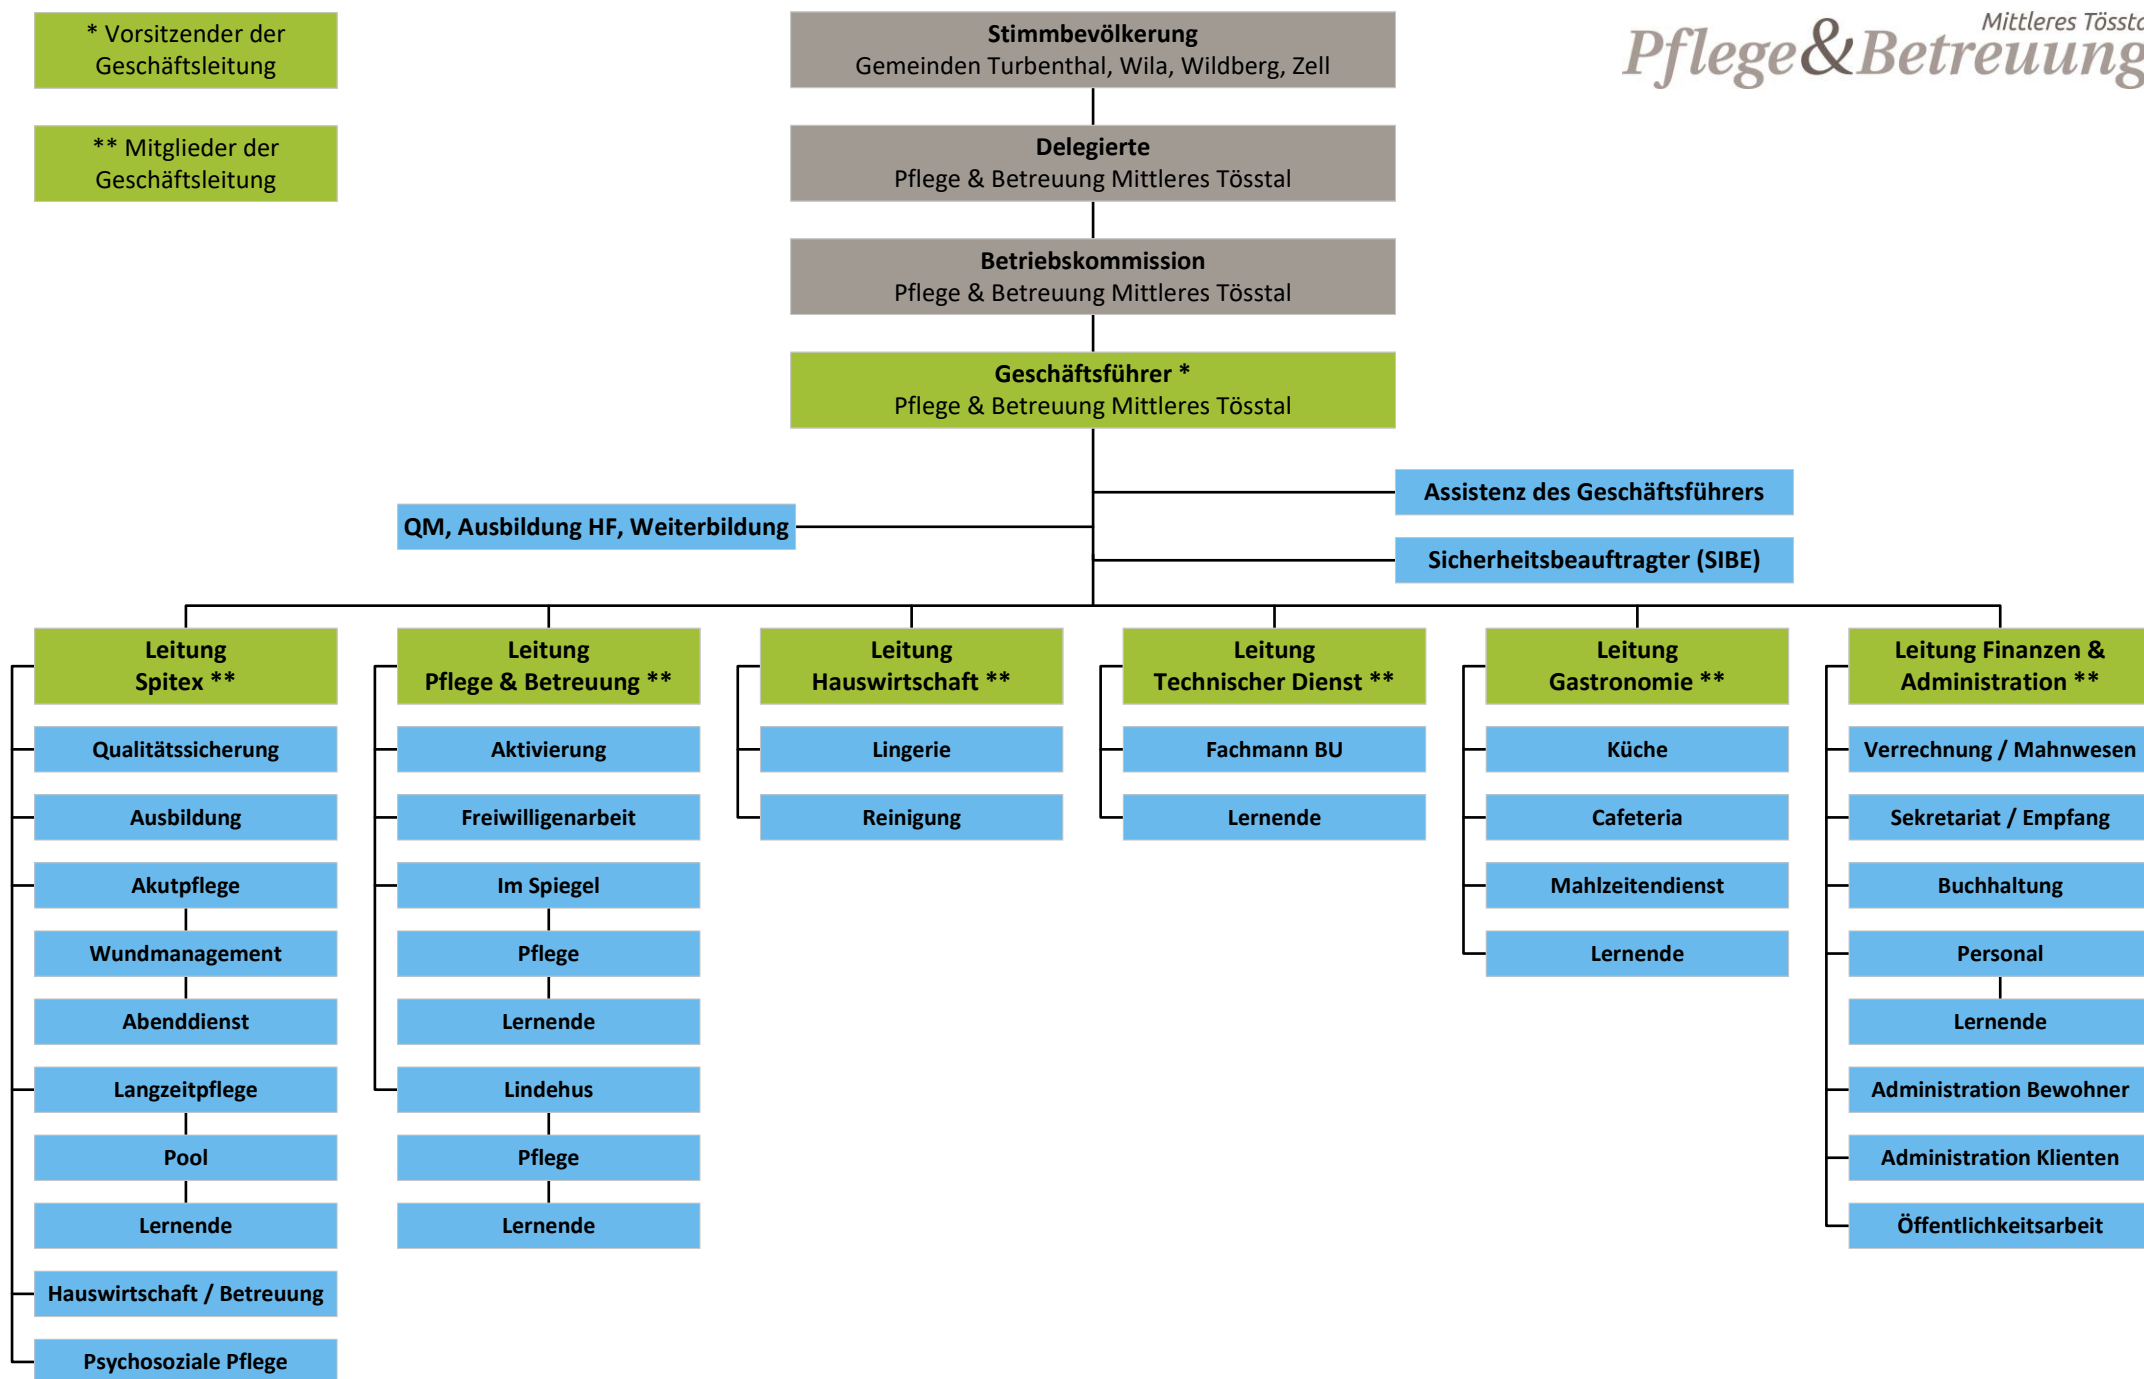 * Vorsitzender der
Geschäftsleitung
** Mitglieder der
Geschäftsleitung
Stimmbevölkerung
Gemeinden Turbenthal, Wila, Wildberg, Zell
Mittleres Tössta
Pflege&Betreuung
Delegierte
Pflege & Betreuung Mittleres Tösstal
Betriebskommission
Pflege & Betreuung Mittleres Tösstal
Geschäftsführer *
Pflege & Betreuung Mittleres Tösstal
Assistenz des Geschäftsführers
QM, Ausbildung HF, Weiterbildung
Sicherheitsbeauftragter (SIBE)
Leitung
Spitex **
Qualitätssicherung
Ausbildung
Akutpflege
Wundmanagement
Abenddienst
Langzeitpflege
Pool
Lernende
Hauswirtschaft / Betreuung
Psychosoziale Pflege
Leitung
Pflege & Betreuung **
Aktivierung
Freiwilligenarbeit
Im Spiegel
Pflege
Lernende
Lindehus
Pflege
Lernende
Leitung
Hauswirtschaft **
Lingerie
Reinigung
Leitung
Technischer Dienst **
Fachmann BU
Lernende
Leitung
Gastronomie **
Küche
Cafeteria
Mahlzeitendienst
Lernende
Leitung Finanzen &
Administration **
Verrechnung / Mahnwesen
Sekretariat / Empfang
Buchhaltung
Personal
Lernende
Administration Bewohner
Administration Klienten
Öffentlichkeitsarbeit